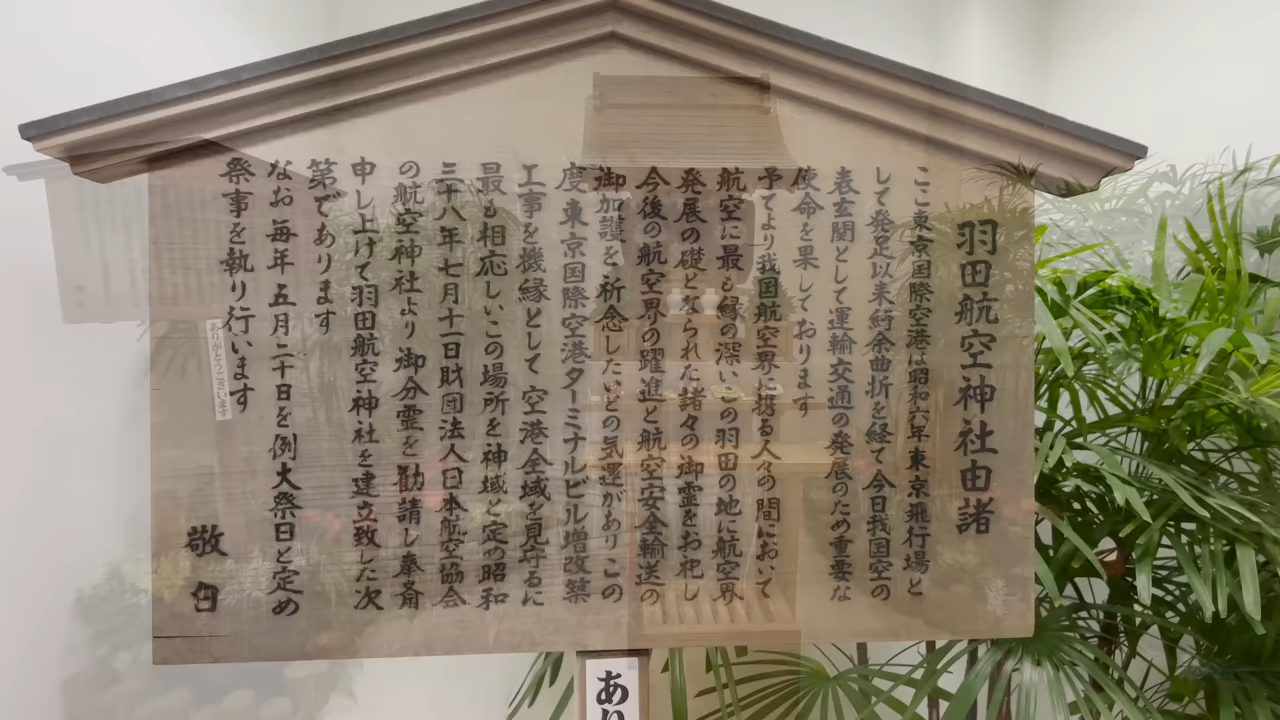 羽田航空神社由諸
ここ東京国際空港は昭和六年東京飛行場と
して発足以来紆余曲折を経て今日我国空の
表玄関として運輸交通の発展のため重要な
使命を果しております
予てより我国航空界に携る人々の間において
航空に最も縁の深いこの羽田の地に航空界
発展の礎となられた諸々の御霊をお祀し
今後の航空界の躍進と航空安全輸送の
御加護を祈念したいとの気運がありこの
度東京国際空港ターミナルビル増改築
工事を機縁として空港全域を見守るに
最も相応しいこの場所を神域と定め昭和
三十八年七月十一日財団法人日本航空協会
の航空神社より御分霊を勧請し奉斎
申し上げて羽田航空神社を建立致した次
第であります
なお毎年五月二十日を例大祭日と定め
祭事を執り行います
敬白
ありがとうございます
あり